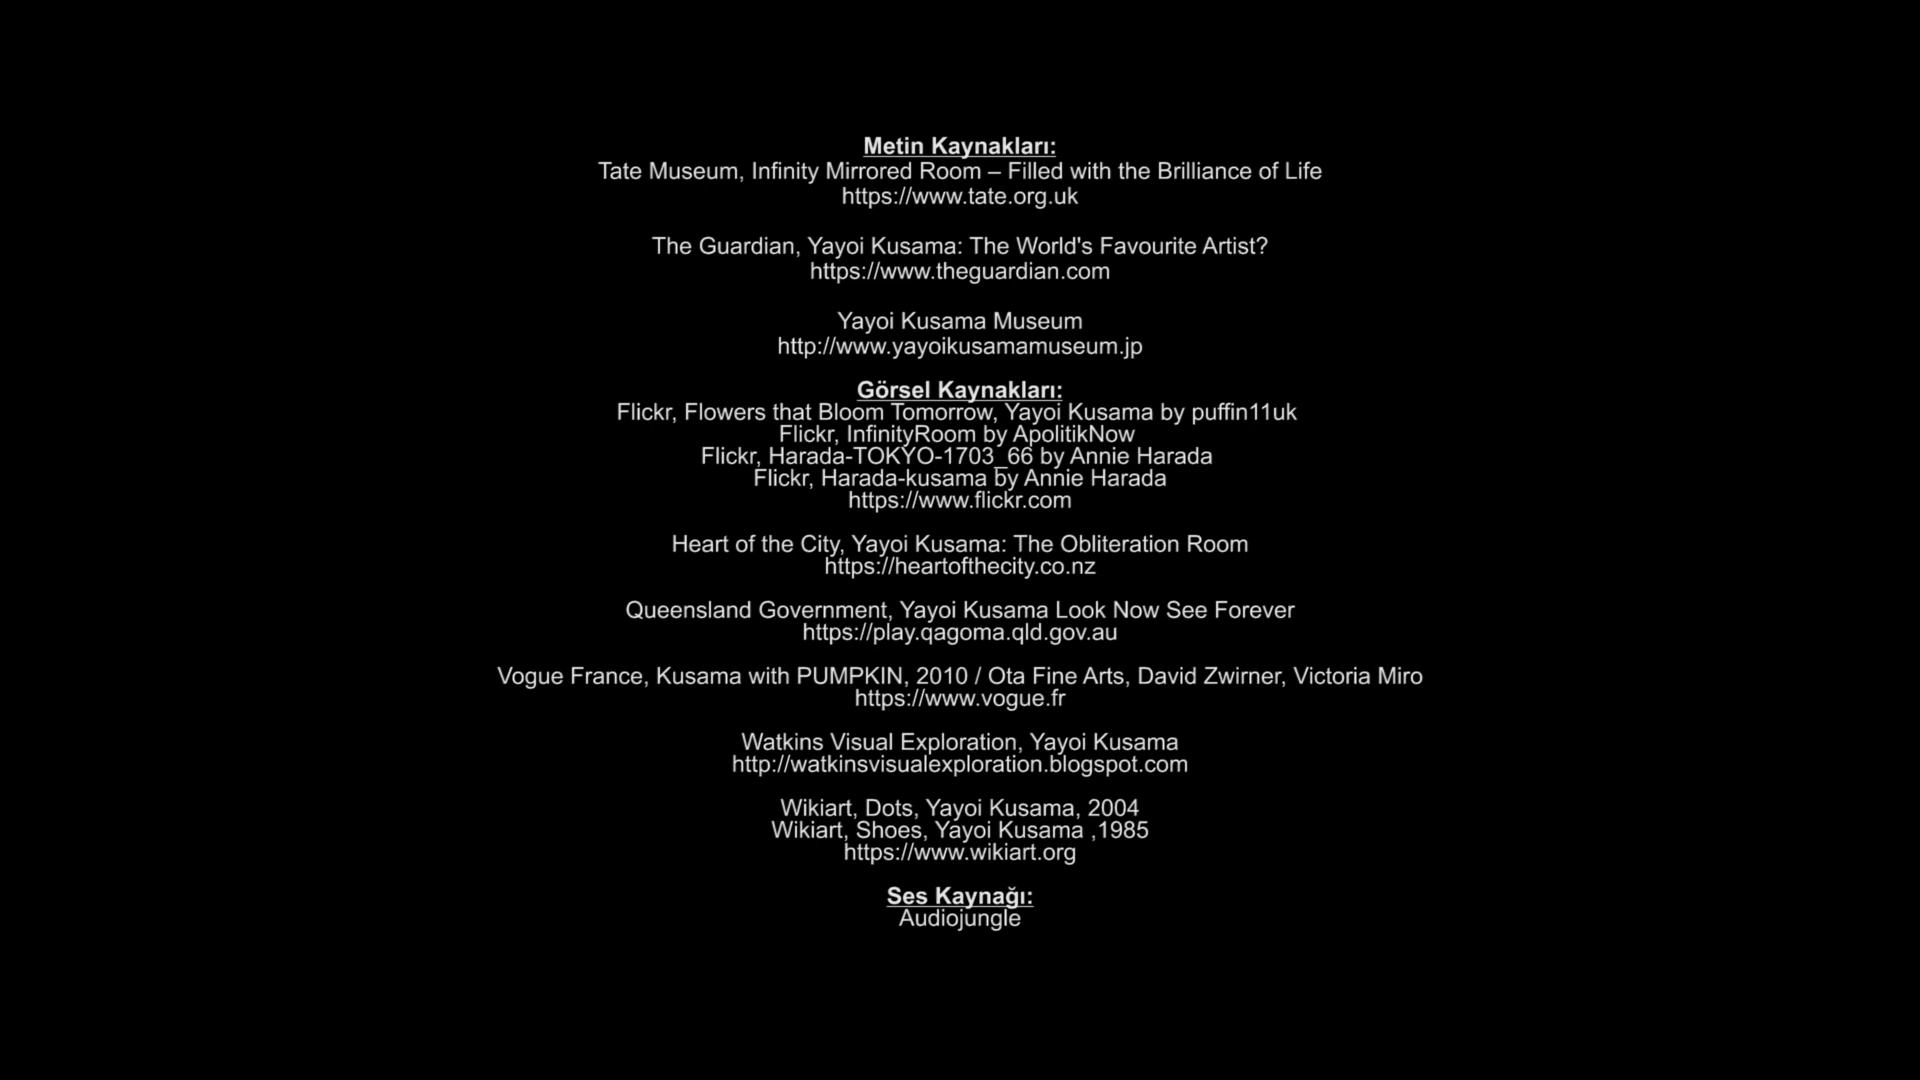 Metin Kaynakları:
Tate Museum, Infinity Mirrored Room – Filled with the Brilliance of Life
https://www.tate.org.uk
The Guardian, Yayoi Kusama: The World's Favourite Artist?
https://www.theguardian.com
Yayoi Kusama Museum
http://www.yayoikusamamuseum.jp
Görsel Kaynakları:
Flickr, Flowers that Bloom Tomorrow, Yayoi Kusama by puffin11uk
Flickr, InfinityRoom by ApolitikNow
Flickr, Harada-TOKYO-1703_66 by Annie Harada
Flickr, Harada-kusama by Annie Harada
https://www.flickr.com
Heart of the City, Yayoi Kusama: The Obliteration Room
https://heartofthecity.co.nz
Queensland Government, Yayoi Kusama Look Now See Forever
https://play.qagoma.qld.gov.au
Vogue France, Kusama with PUMPKIN, 2010 / Ota Fine Arts, David Zwirner, Victoria Miro
https://www.vogue.fr
Watkins Visual Exploration, Yayoi Kusama
http://watkinsvisualexploration.blogspot.com
Wikiart, Dots, Yayoi Kusama, 2004
Wikiart, Shoes, Yayoi Kusama ,1985
https://www.wikiart.org
Ses Kaynağı:
Audiojungle